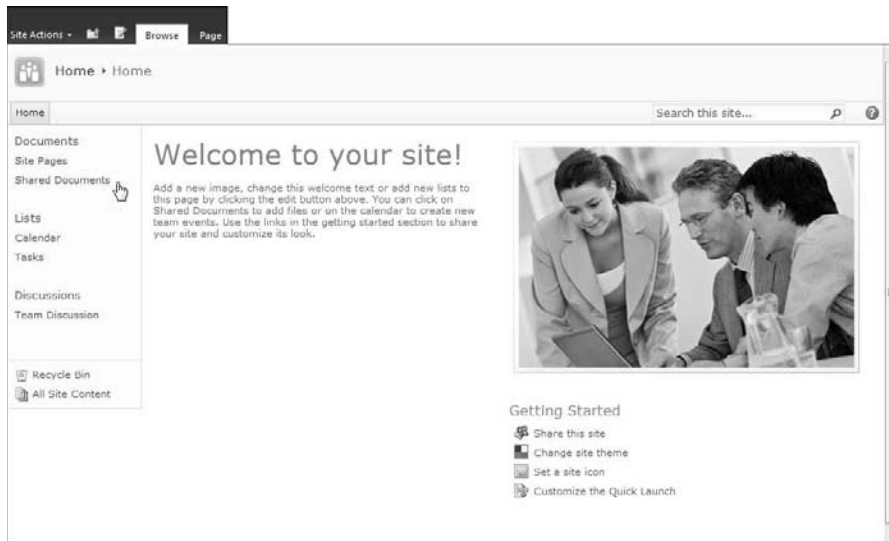 Site Actions
Browse
Page
Home ▸ Home
Home
Search this site...
Documents
Site Pages
Shared Documents
Lists
Calendar
Tasks
Discussions
Team Discussion
Recycle Bin
All Site Content
Welcome to your site!
Add a new image, change this welcome text or add new lists to
this page by clicking the edit button above. You can click on
Shared Documents to add files or on the calendar to create new
team events. Use the links in the getting started section to share
your site and customize its look.
Getting Started
Share this site
Change site theme
Set a site icon
Customize the Quick Launch